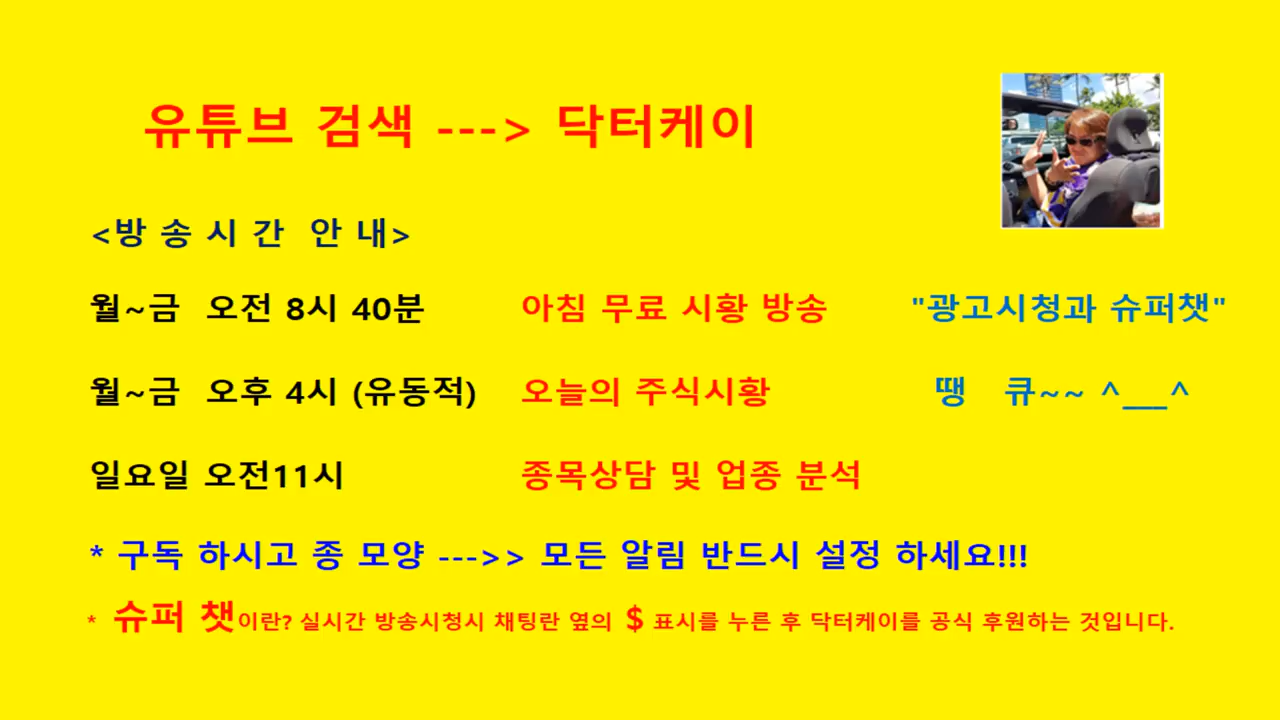 유튜브 검색 ---> 닥터케이
<방 송 시 간 안 내>
월~금 오전 8시 40분 아침 무료 시황 방송 "광고시청과 슈퍼챗"
월~금 오후 4시 (유동적) 오늘의 주식시황 땡 큐~~ ^___^
일요일 오전11시 종목상담 및 업종 분석
* 구독 하시고 종 모양 --->> 모든 알림 반드시 설정 하세요!!!
* 슈퍼 챗이란? 실시간 방송시청시 채팅란 옆의 $ 표시를 누른 후 닥터케이를 공식 후원하는 것입니다.